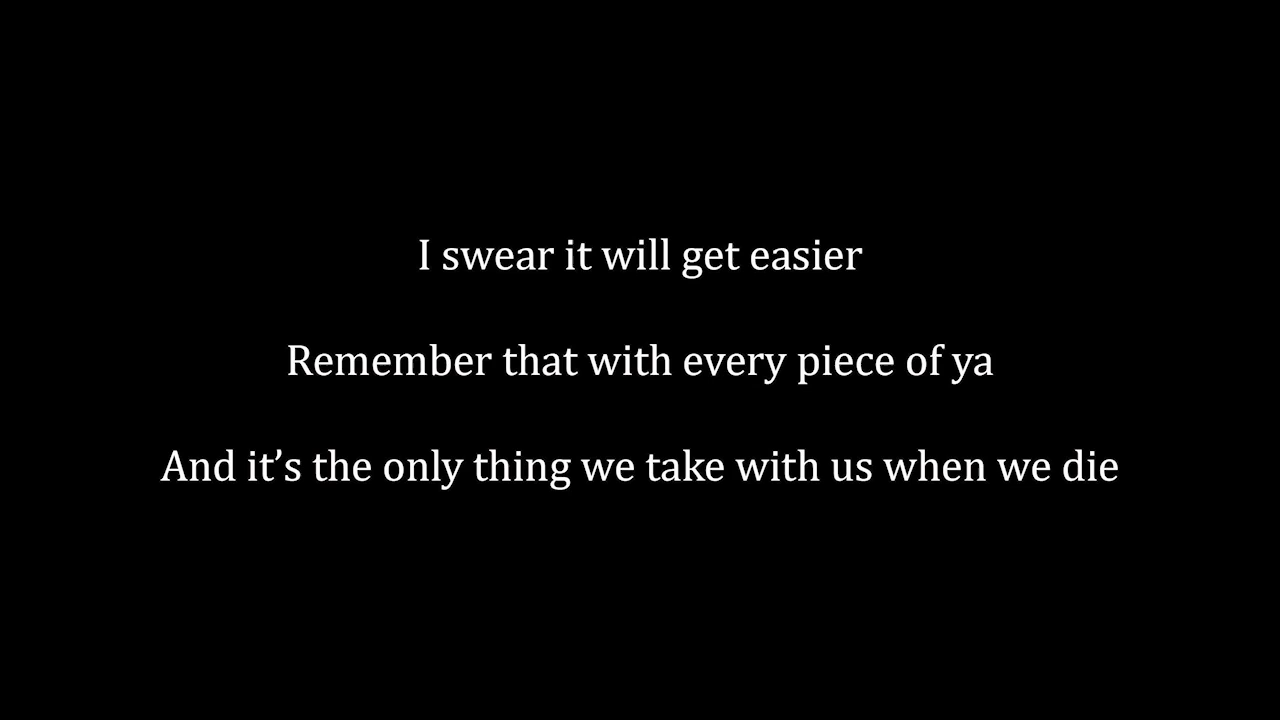 I swear it will get easier
Remember that with every piece of ya
And it’s the only thing we take with us when we die